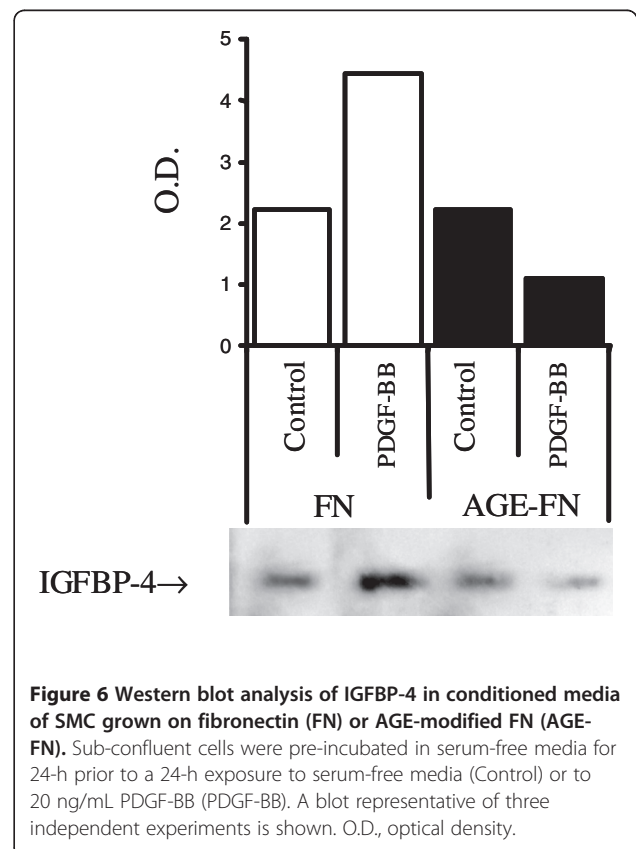 5
4
3
2
1
0
O.D.
Control
PDGF-BB
Control
PDGF-BB
FN
AGE-FN
IGFBP-4→
Figure 6 Western blot analysis of IGFBP-4 in conditioned media
of SMC grown on fibronectin (FN) or AGE-modified FN (AGE-
FN). Sub-confluent cells were pre-incubated in serum-free media for
24-h prior to a 24-h exposure to serum-free media (Control) or to
20 ng/mL PDGF-BB (PDGF-BB). A blot representative of three
independent experiments is shown. O.D., optical density.